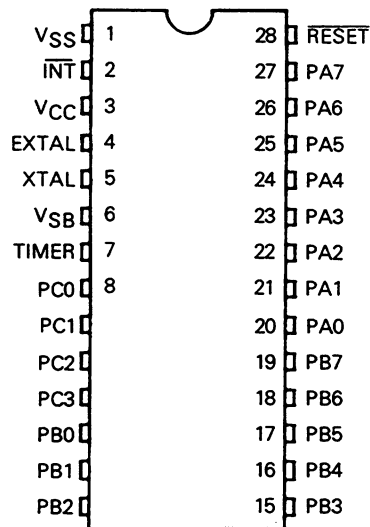 VSS 1 28 RESET
INT 2 27 PA7
VCC 3 26 PA6
EXTAL 4 25 PA5
XTAL 5 24 PA4
VSB 6 23 PA3
TIMER 7 22 PA2
PC0 8 21 PA1
PC1 20 PA0
PC2 19 PB7
PC3 18 PB6
PB0 17 PB5
PB1 16 PB4
PB2 15 PB3